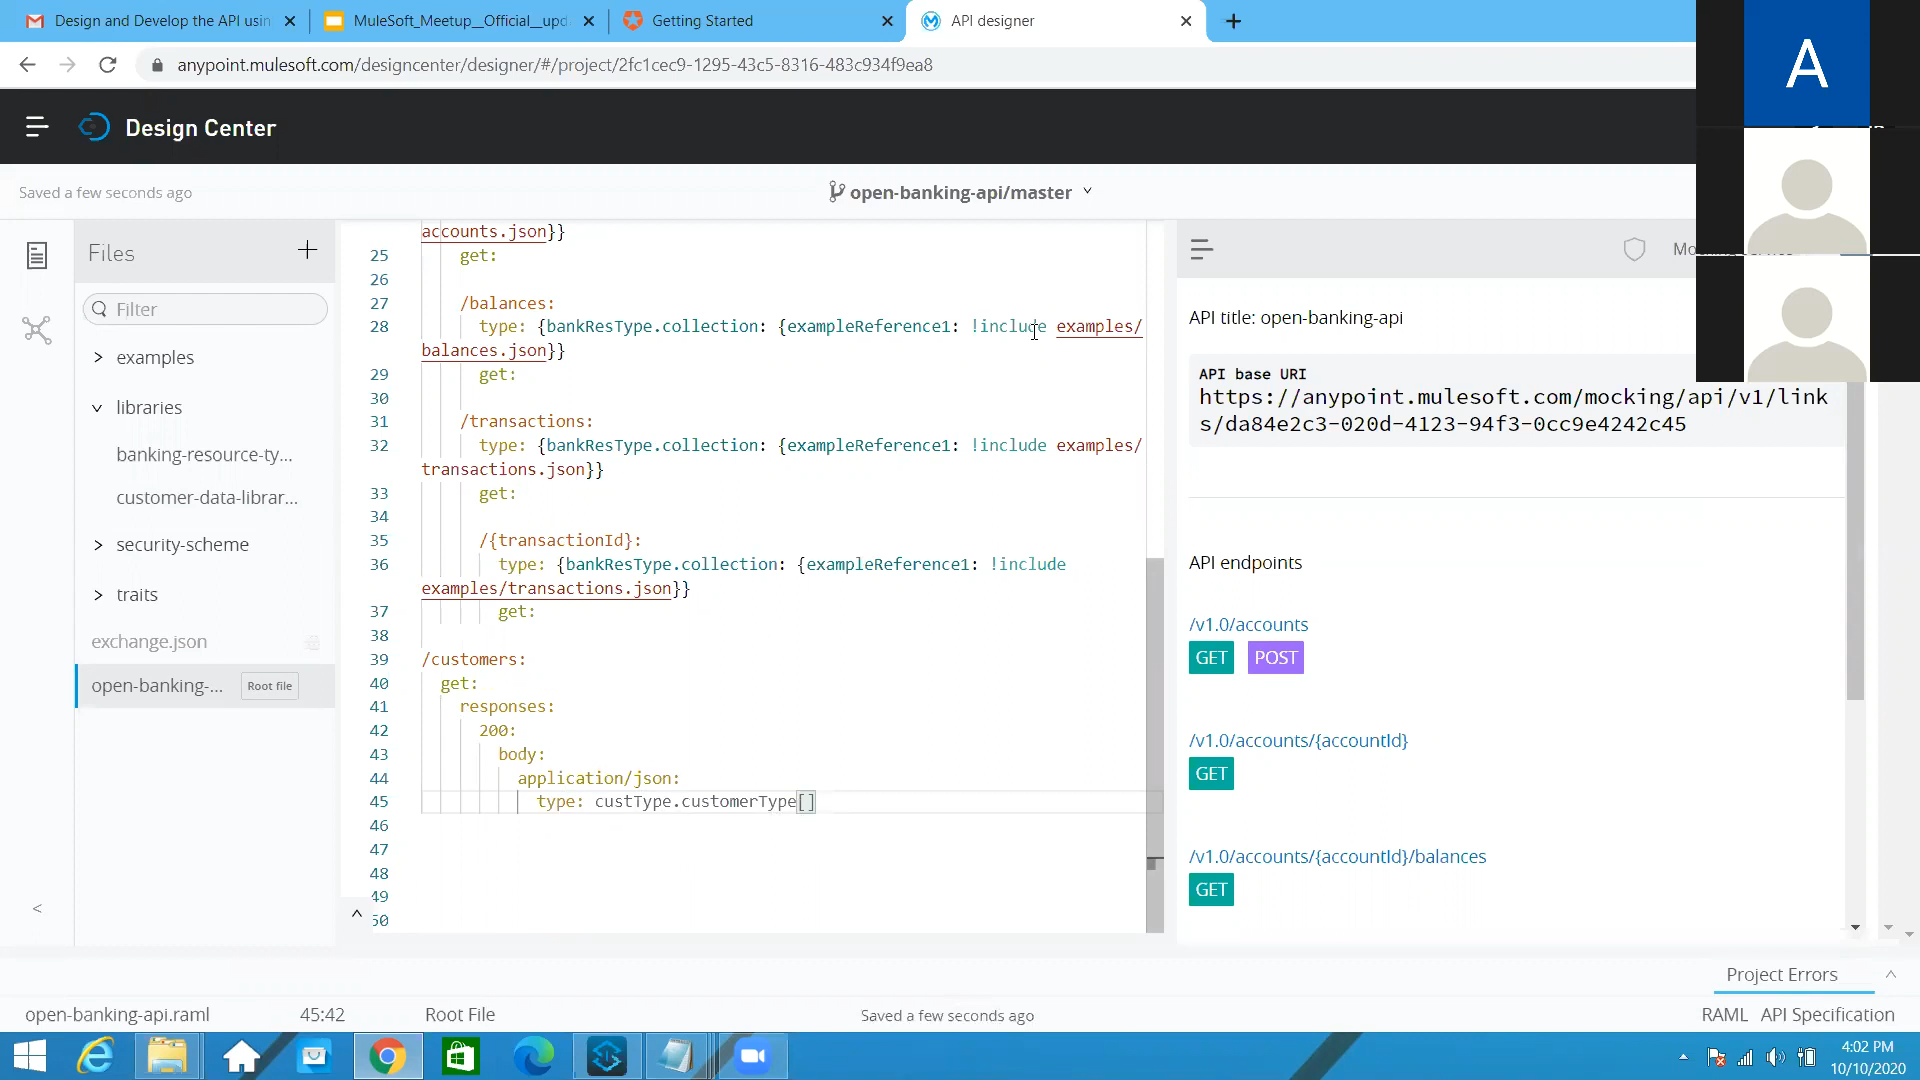 Design and Develop the API usin
MuleSoft_Meetup__Official__upd
Getting Started
API designer
anypoint.mulesoft.com/designcenter/designer/#/project/2fc1cec9-1295-43c5-8316-483c934f9ea8
A
Design Center
Saved a few seconds ago
open-banking-api/master
Files
Filter
examples
libraries
banking-resource-ty...
customer-data-librar...
security-scheme
traits
exchange.json
open-banking-... Root file
accounts.json}}
25 get:
26
27 /balances:
28 type: {bankResType.collection: {exampleReference1: !include examples/
balances.json}}
29 get:
30
31 /transactions:
32 type: {bankResType.collection: {exampleReference1: !include examples/
transactions.json}}
33 get:
34
35 /{transactionId}:
36 type: {bankResType.collection: {exampleReference1: !include
examples/transactions.json}}
37 get:
38
39 /customers:
40 get:
41 responses:
42 200:
43 body:
44 application/json:
45 type: custType.customerType[]
46
47
48
49
50
API title: open-banking-api
API base URI
https://anypoint.mulesoft.com/mocking/api/v1/link
s/da84e2c3-020d-4123-94f3-0cc9e4242c45
API endpoints
/v1.0/accounts
GET POST
/v1.0/accounts/{accountId}
GET
/v1.0/accounts/{accountId}/balances
GET
Project Errors
open-banking-api.raml 45:42 Root File Saved a few seconds ago RAML API Specification
4:02 PM
10/10/2020